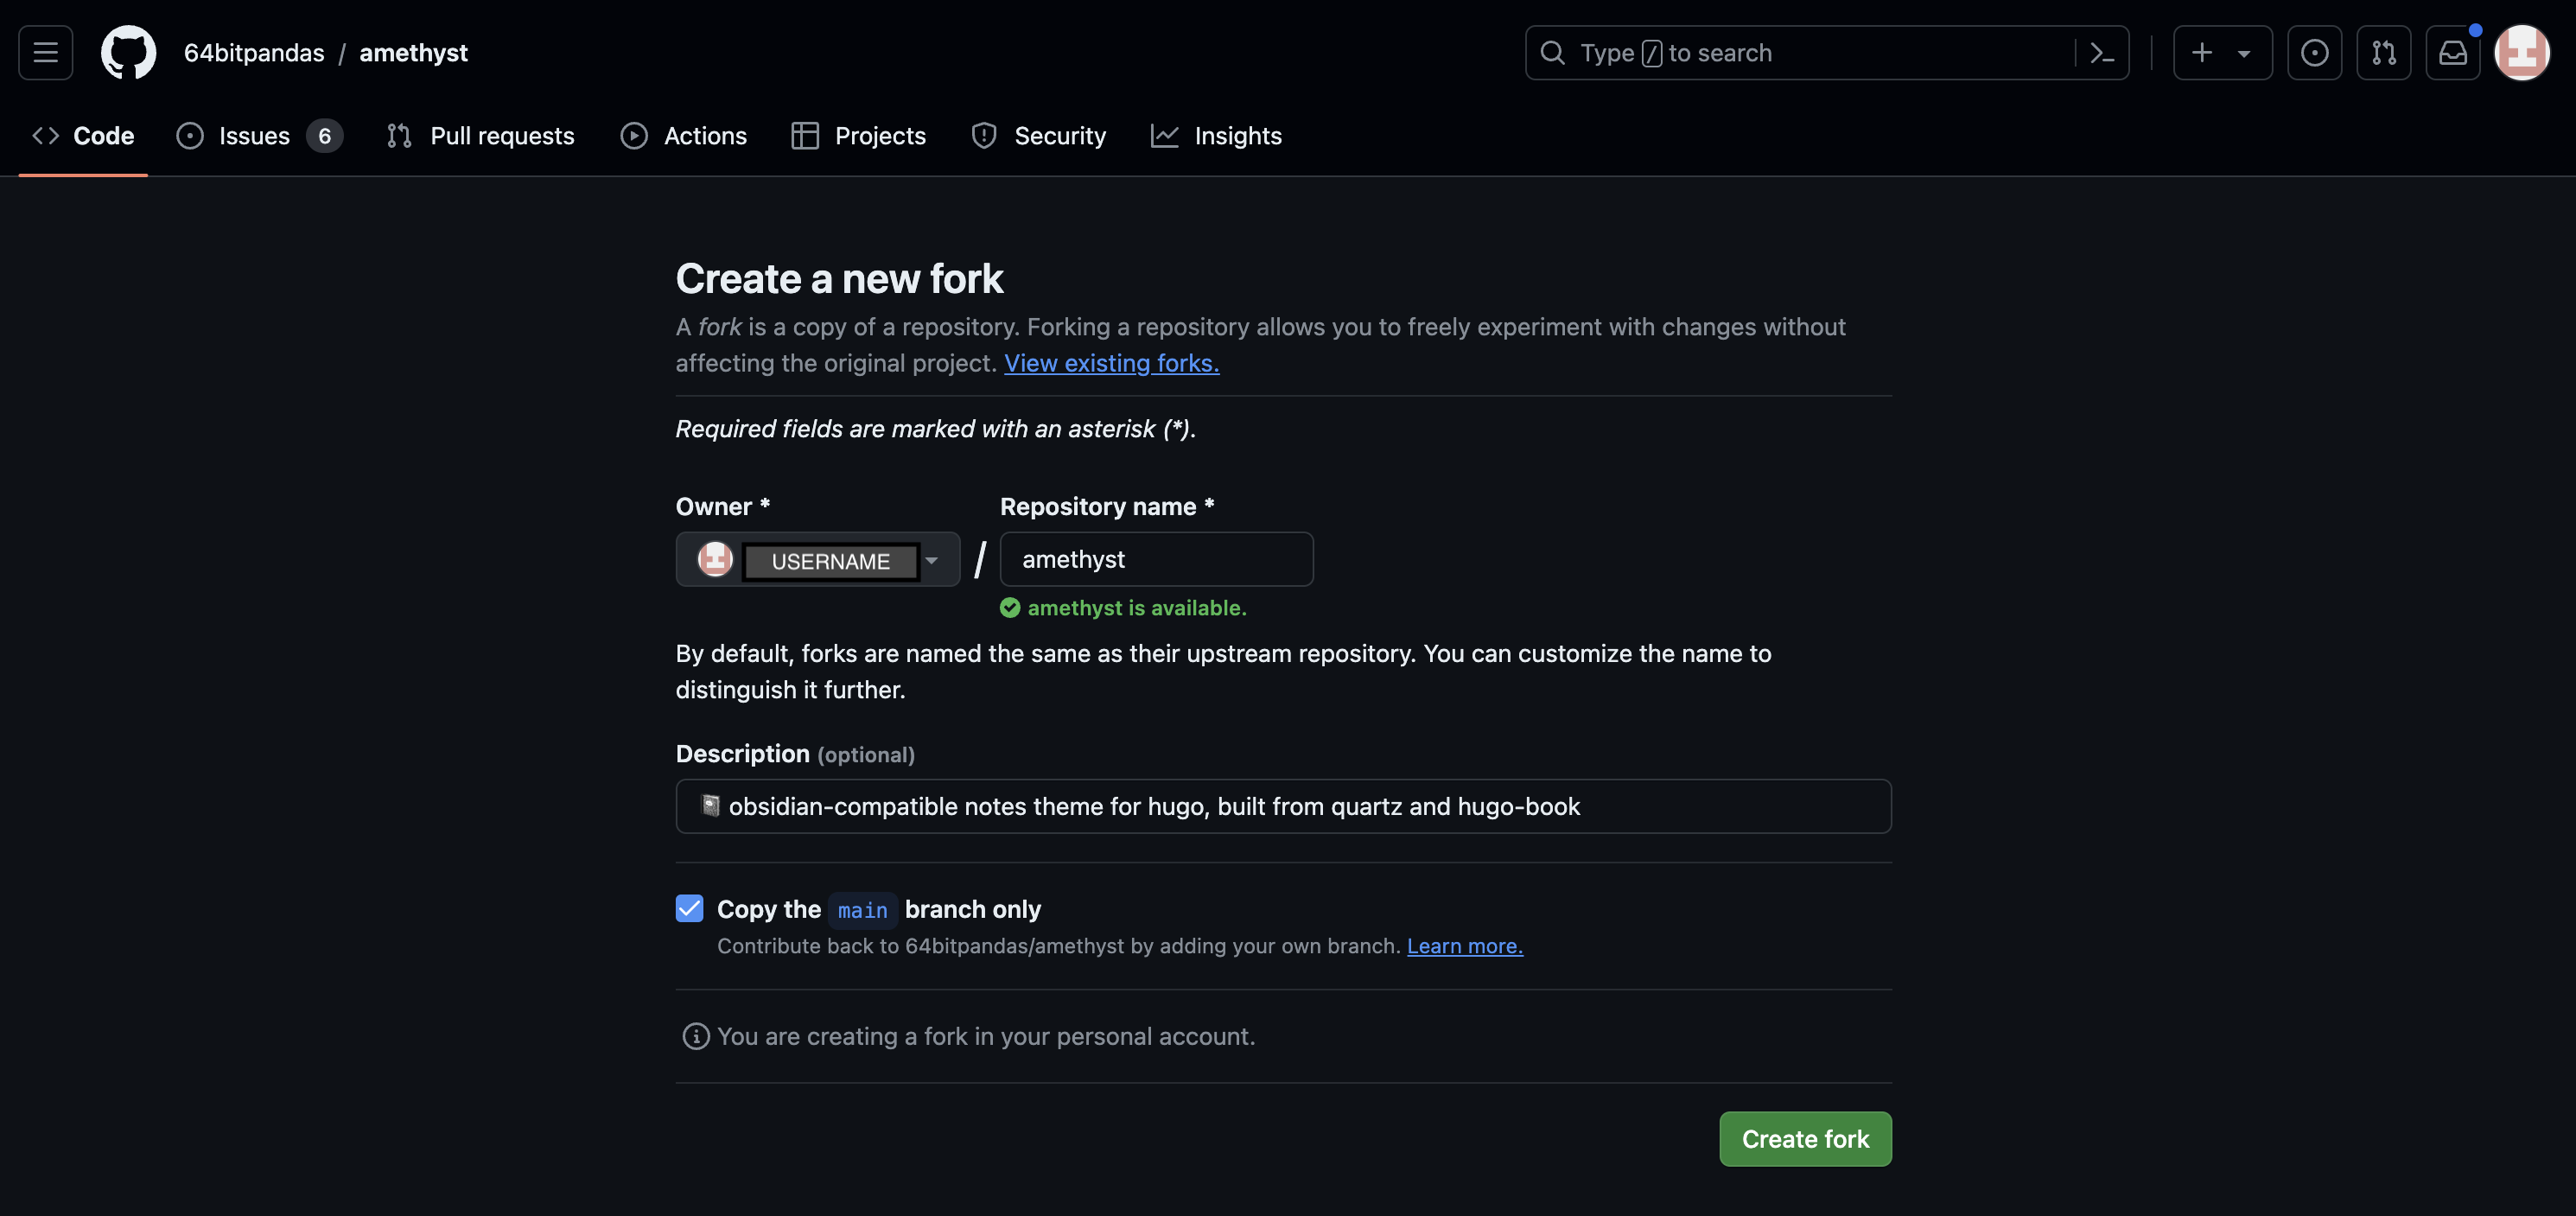 64bitpandas / amethyst
Type / to search
Code Issues 6 Pull requests Actions Projects Security Insights
Create a new fork
A fork is a copy of a repository. Forking a repository allows you to freely experiment with changes without
affecting the original project. View existing forks.
Required fields are marked with an asterisk (*).
Owner * Repository name *
USERNAME / amethyst
amethyst is available.
By default, forks are named the same as their upstream repository. You can customize the name to
distinguish it further.
Description (optional)
obsidian-compatible notes theme for hugo, built from quartz and hugo-book
Copy the main branch only
Contribute back to 64bitpandas/amethyst by adding your own branch. Learn more.
You are creating a fork in your personal account.
Create fork